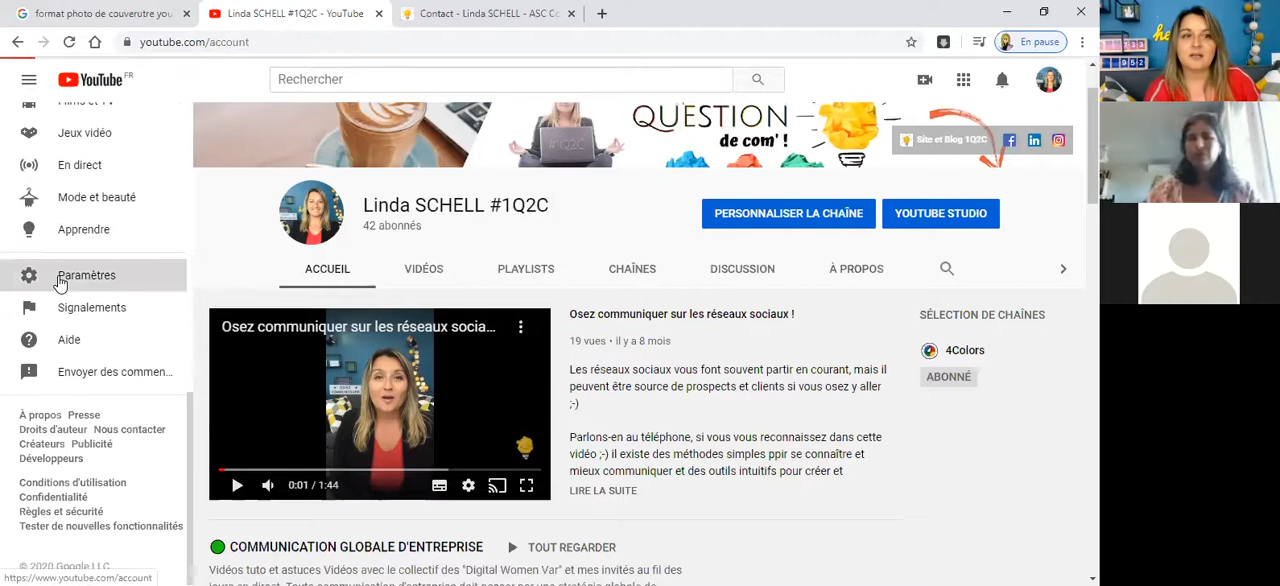 format photo de couverutre you
Linda SCHELL #1Q2C - YouTube
Contact - Linda SCHELL - ASC Co
youtube.com/account
En pause
YouTube FR
Rechercher
Films et TV
Jeux vidéo
En direct
Mode et beauté
Apprendre
Paramètres
Signalements
Aide
Envoyer des commen...
À propos Presse
Droits d'auteur Nous contacter
Créateurs Publicité
Développeurs
Conditions d'utilisation
Confidentialité
Règles et sécurité
Tester de nouvelles fonctionnalités
© 2020 Google LLC
https://www.youtube.com/account
#1Q2C
QUESTION
de com' !
Site et Blog 1Q2C
Linda SCHELL #1Q2C
42 abonnés
PERSONNALISER LA CHAÎNE
YOUTUBE STUDIO
ACCUEIL
VIDÉOS
PLAYLISTS
CHAÎNES
DISCUSSION
À PROPOS
Osez communiquer sur les réseaux socia...
0:01 / 1:44
Osez communiquer sur les réseaux sociaux !
19 vues • il y a 8 mois
Les réseaux sociaux vous font souvent partir en courant, mais il
peuvent être source de prospects et clients si vous osez y aller
;-)
Parlons-en au téléphone, si vous vous reconnaissez dans cette
vidéo ;-) il existe des méthodes simples ppir se connaître et
mieux communiquer et des outils intuitifs pour créer et
LIRE LA SUITE
SÉLECTION DE CHAÎNES
4Colors
ABONNÉ
COMMUNICATION GLOBALE D'ENTREPRISE
TOUT REGARDER
Vidéos tuto et astuces Vidéos avec le collectif des "Digital Women Var" et mes invités au fil des